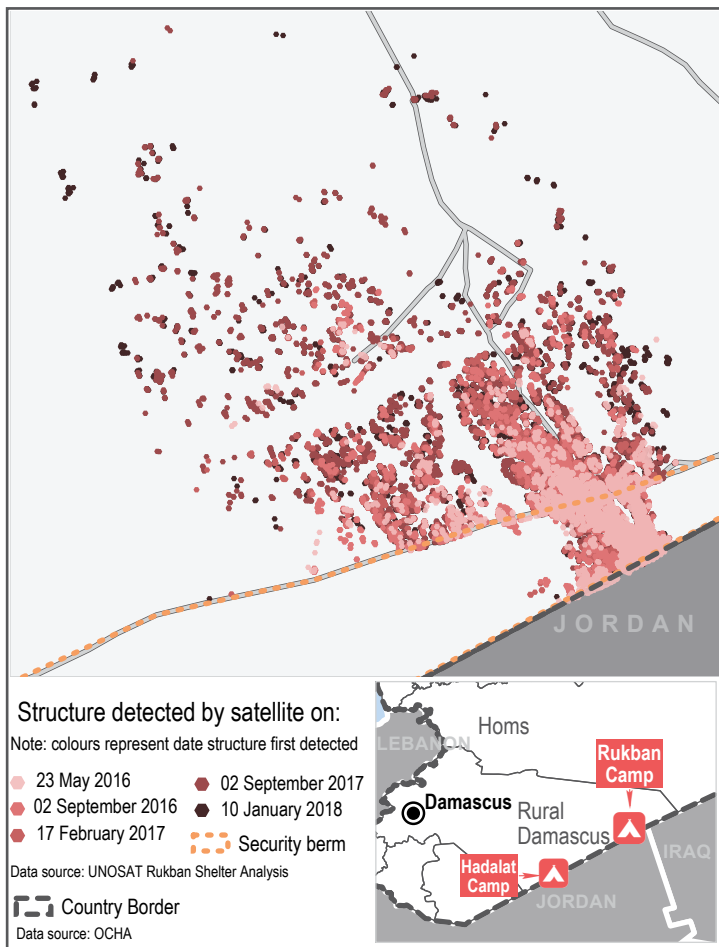 JORDAN
Structure detected by satellite on:
Note: colours represent date structure first detected
23 May 2016
02 September 2016
17 February 2017
02 September 2017
10 January 2018
Security berm
Data source: UNOSAT Rukban Shelter Analysis
Country Border
Data source: OCHA
LEBANON
Homs
Rukban
Camp
Damascus
Rural
Damascus
IRAQ
Hadalat
Camp
JORDAN